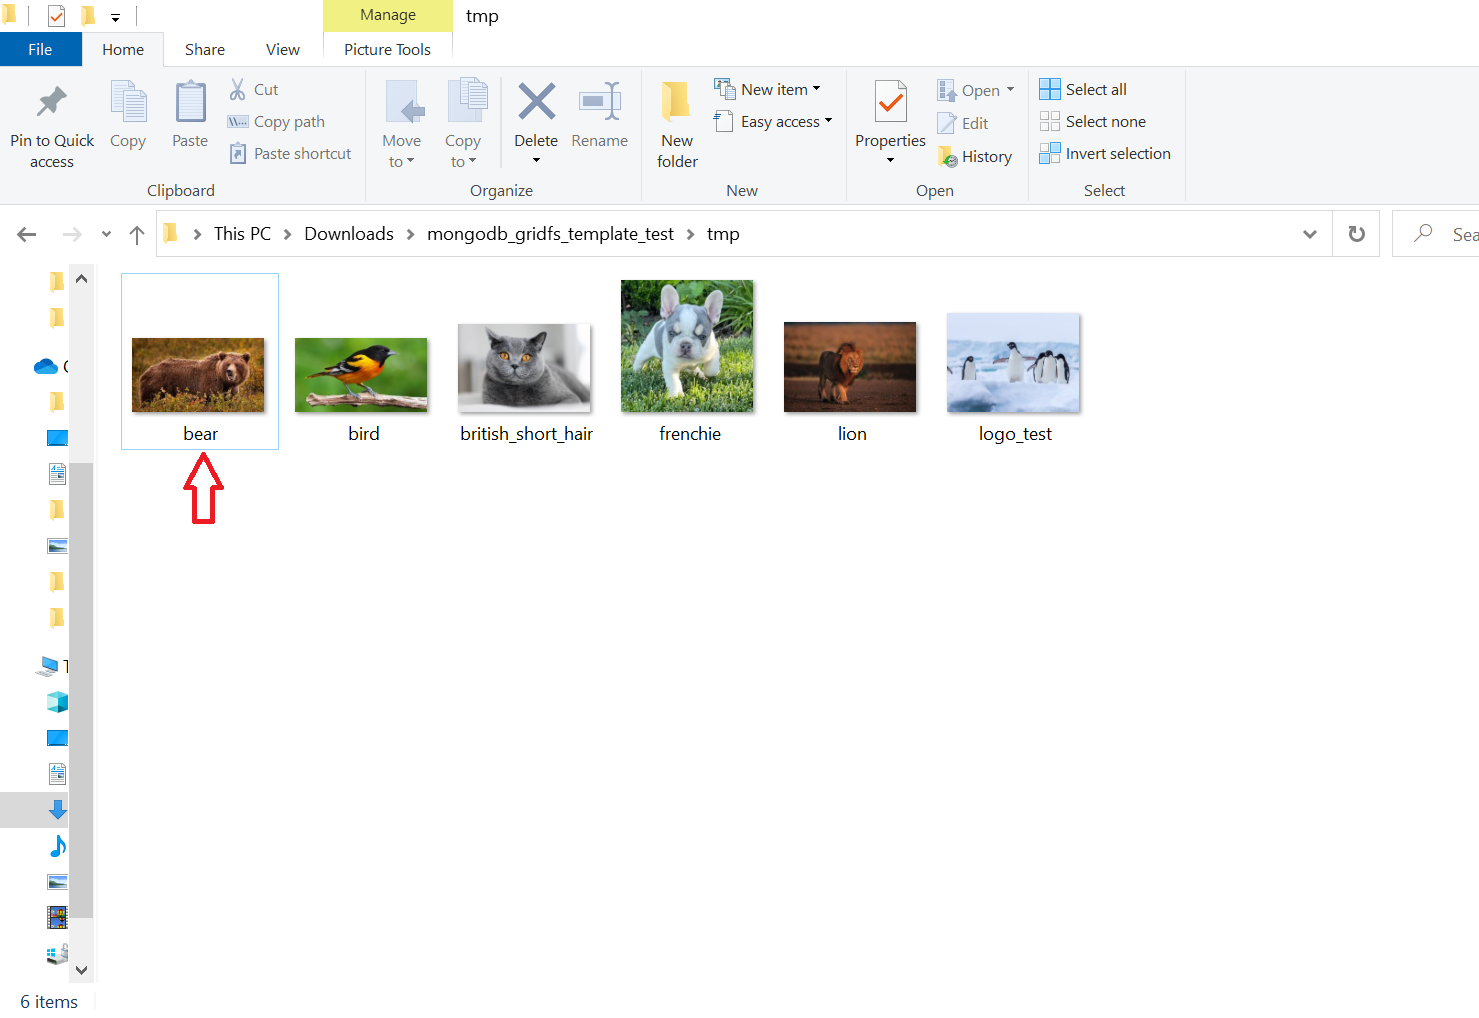 Manage tmp
File Home Share View Picture Tools
Pin to Quick access
Copy
Paste
Cut
Copy path
Paste shortcut
Clipboard
Move to
Copy to
Delete
Rename
Organize
New folder
New item
Easy access
New
Properties
Open
Edit
History
Open
Select all
Select none
Invert selection
Select
This PC Downloads mongodb_gridfs_template_test tmp
Sea
bear bird british_short_hair frenchie lion logo_test
6 items